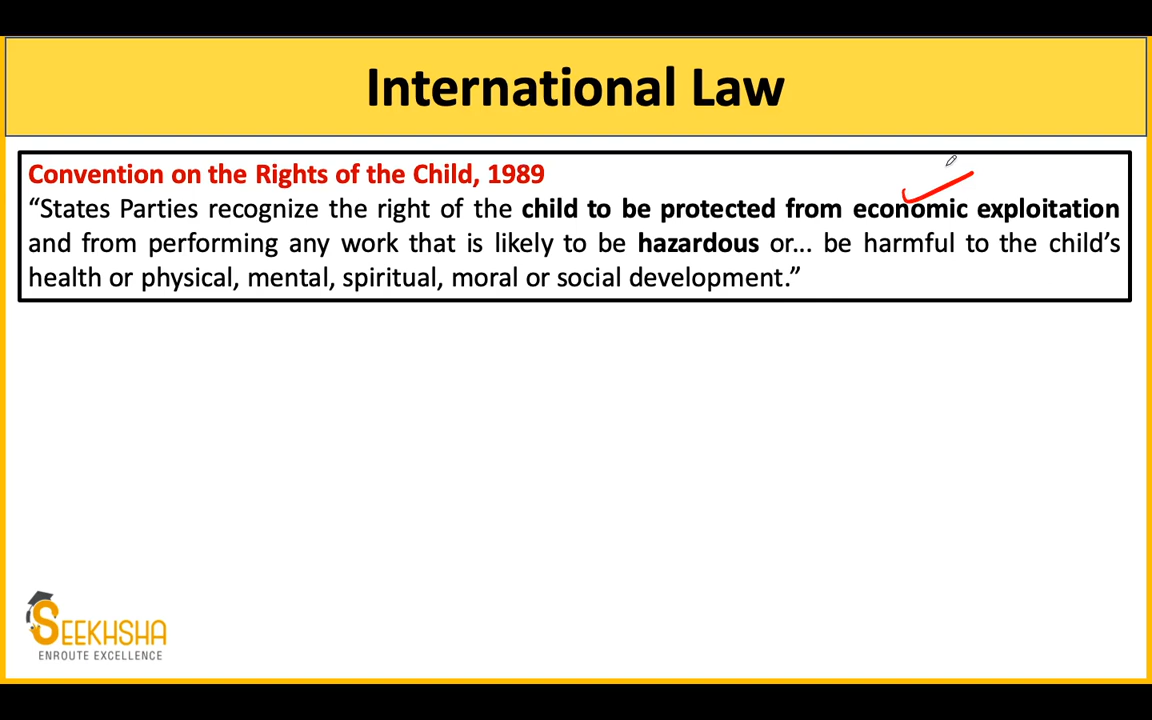 International Law
Convention on the Rights of the Child, 1989
“States Parties recognize the right of the child to be protected from economic exploitation
and from performing any work that is likely to be hazardous or... be harmful to the child’s
health or physical, mental, spiritual, moral or social development.”
SEEKHSHA
ENROUTE EXCELLENCE